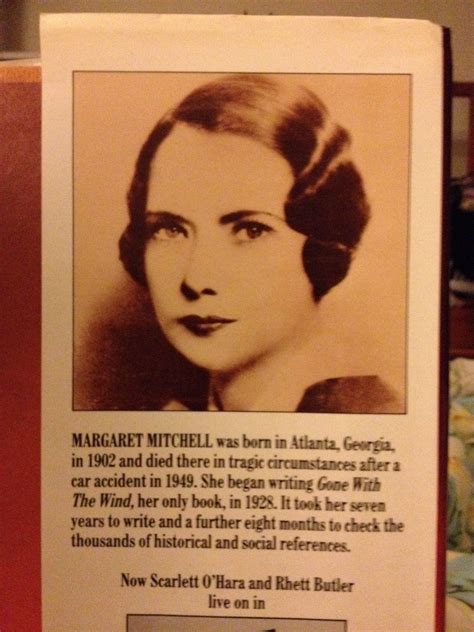 MARGARET MITCHELL was born in Atlanta, Georgia,
in 1902 and died there in tragic circumstances after a
car accident in 1949. She began writing Gone With
The Wind, her only book, in 1928. It took her seven
years to write and a further eight months to check the
thousands of historical and social references.
Now Scarlett O'Hara and Rhett Butler
live on in